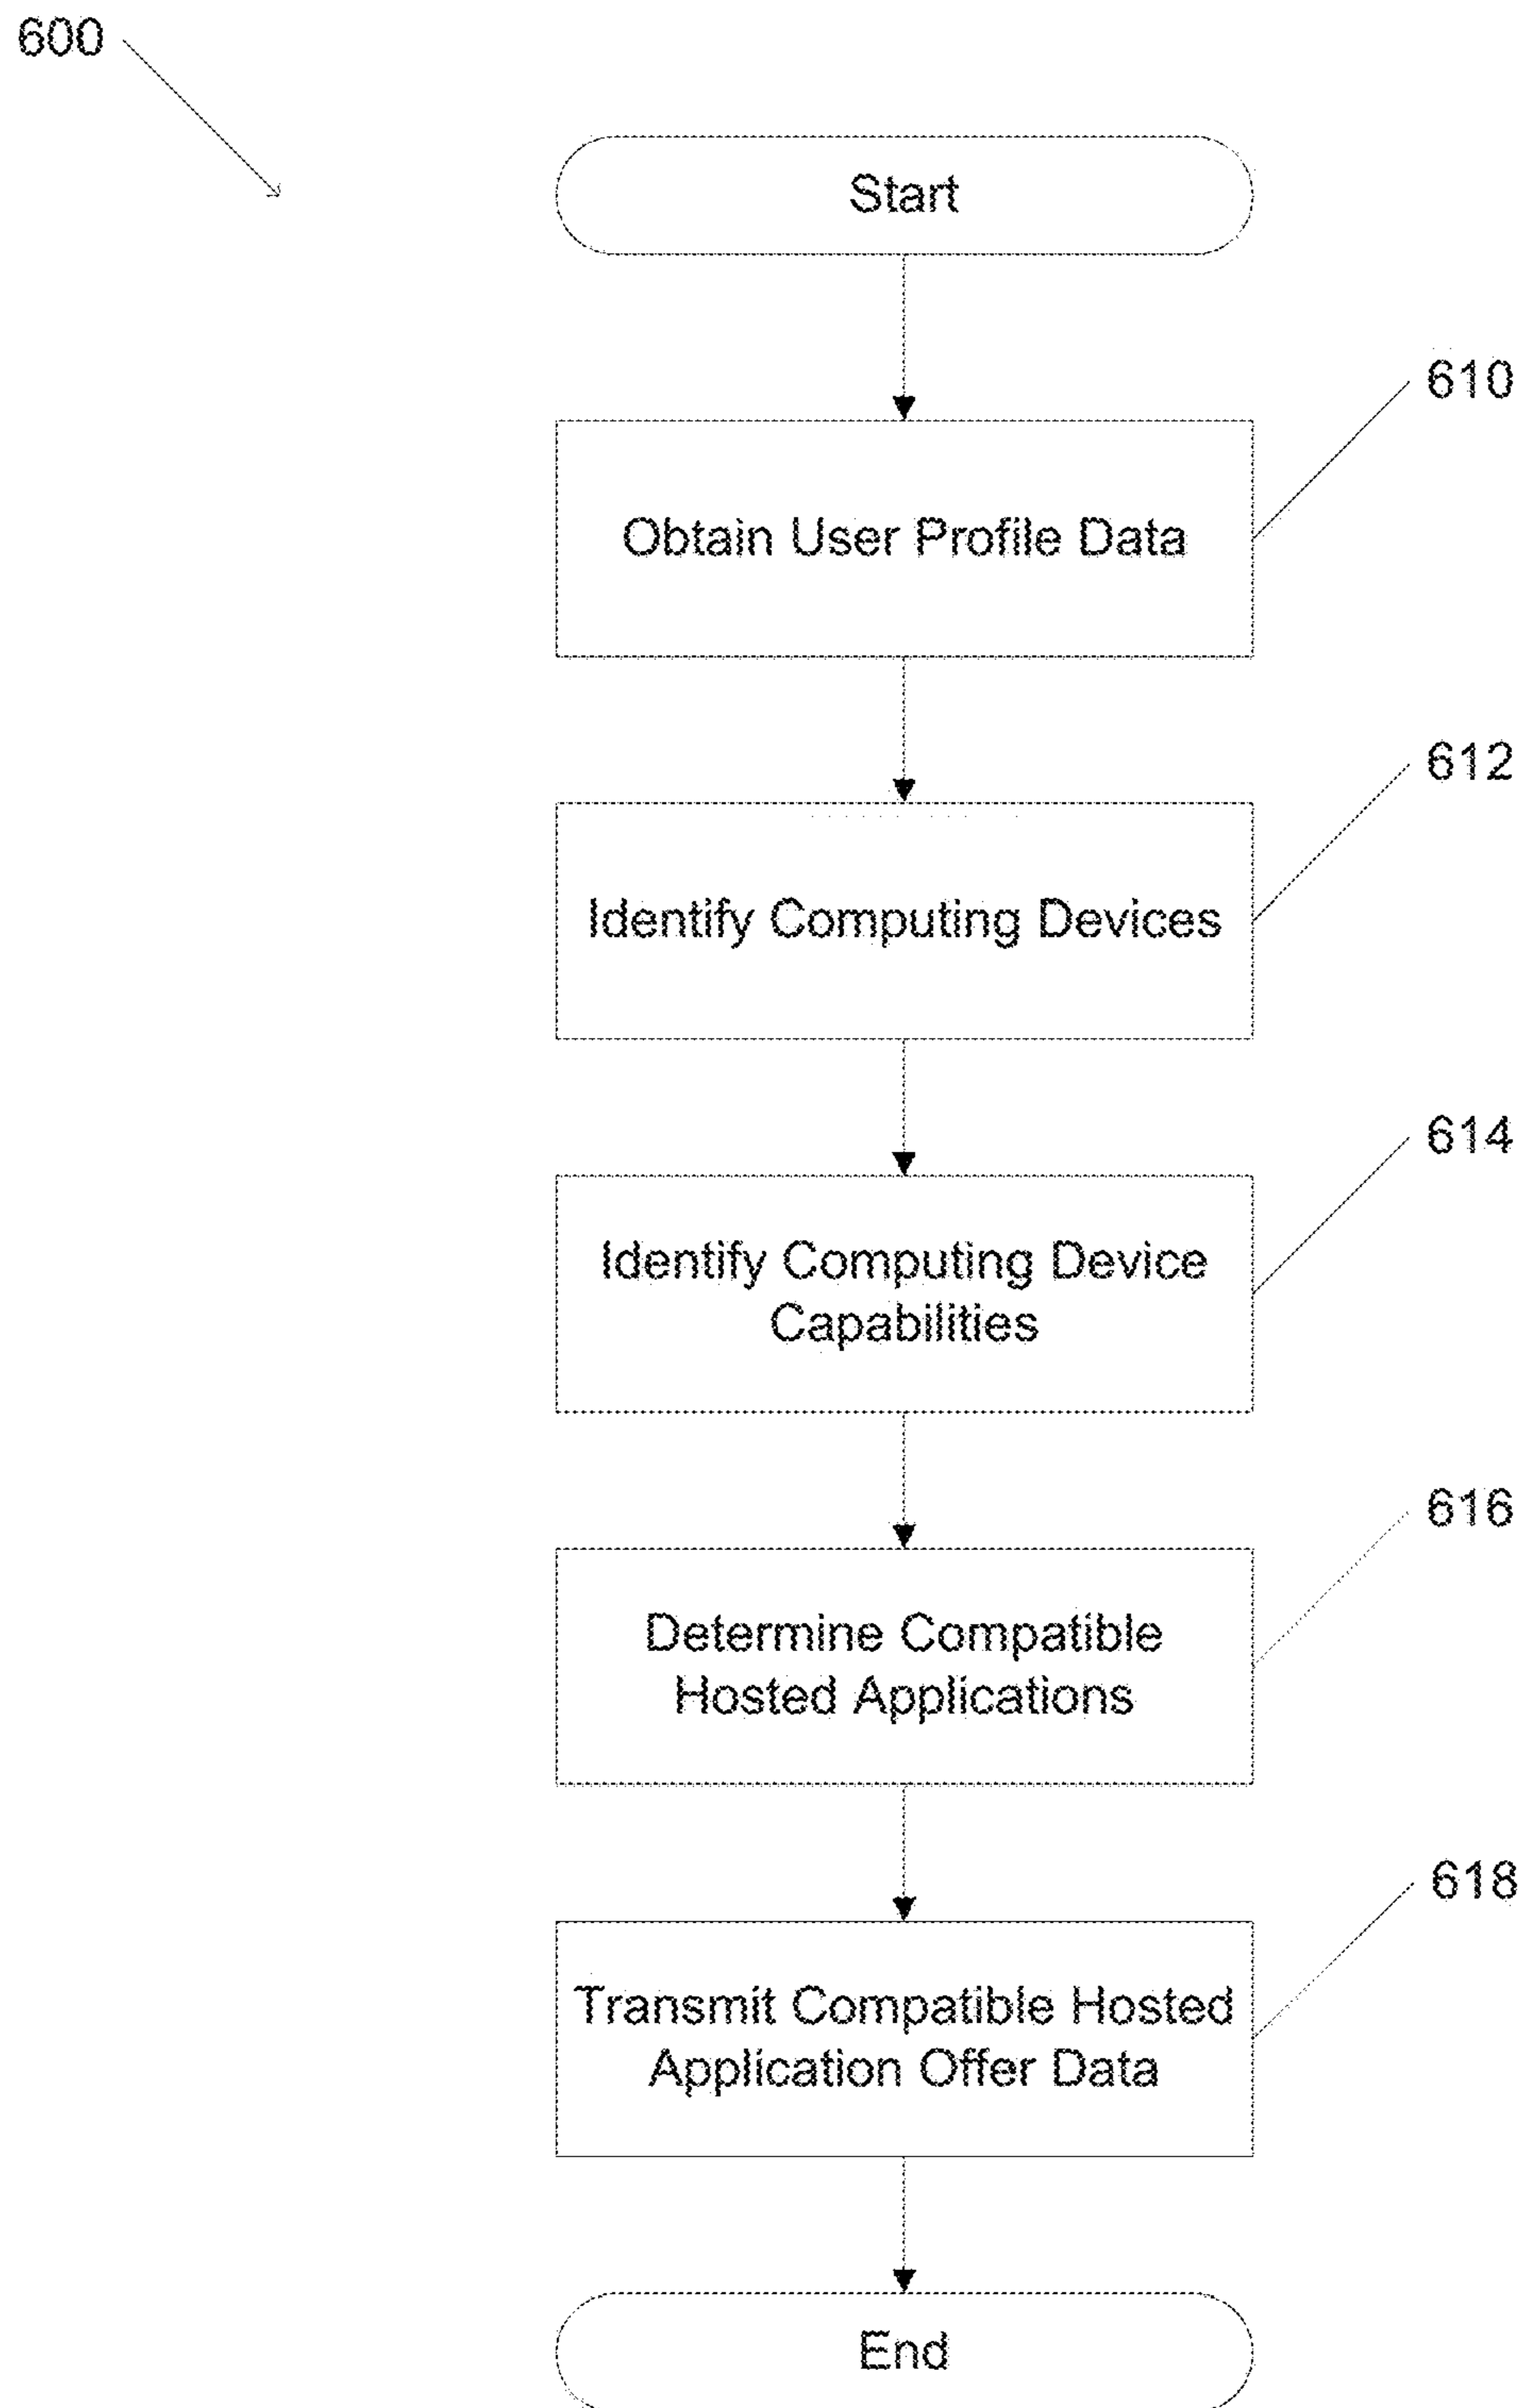 600
Start
610
Obtain User Profile Data
612
Identify Computing Devices
614
Identify Computing Device
Capabilities
616
Determine Compatible
Hosted Applications
618
Transmit Compatible Hosted
Application Offer Data
End